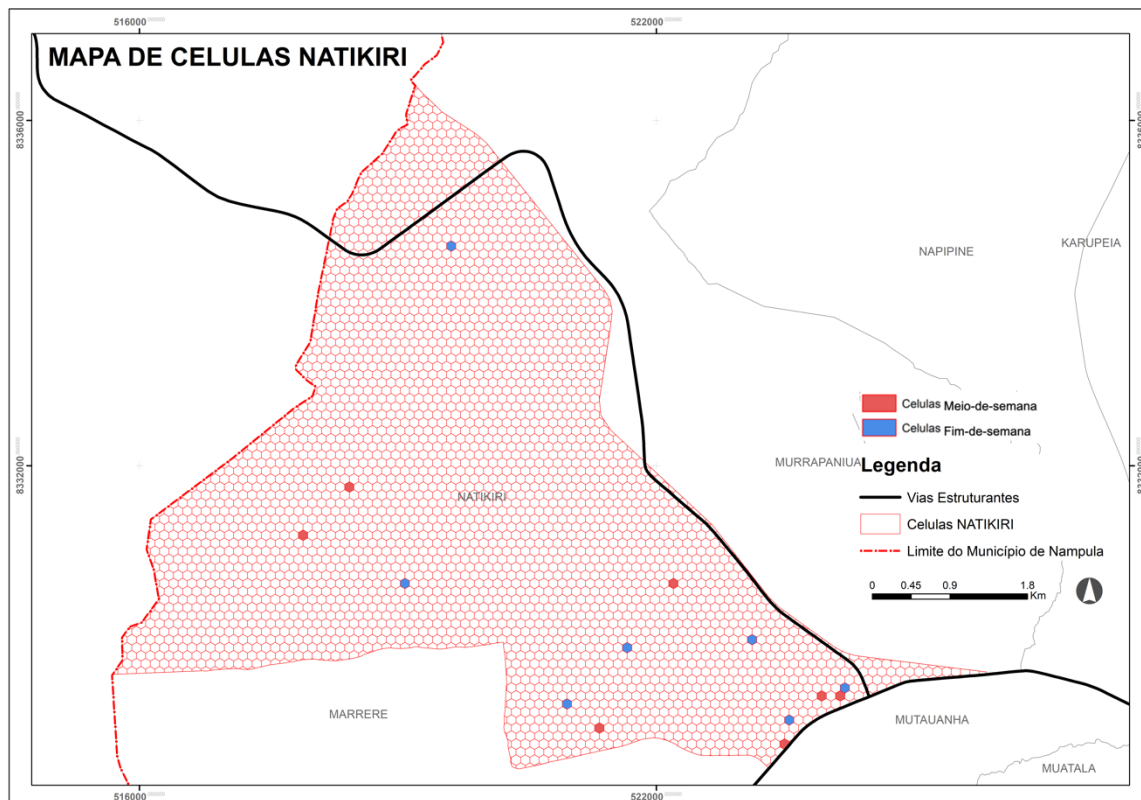 516000
522000
MAPA DE CELULAS NATIKIRI
8336000
KARUPEIA
NAPIPINE
Celulas Meio-de-semana
Celulas Fim-de-semana
8332000
8332000
MURRAPANIUA
Legenda
NATIKIRI
Vias Estruturantes
Celulas NATIKIRI
Limite do Município de Nampula
0 0.45 0.9 1.8
Km
MARRERE
MUTAUANHA
MUATALA
516000
522000